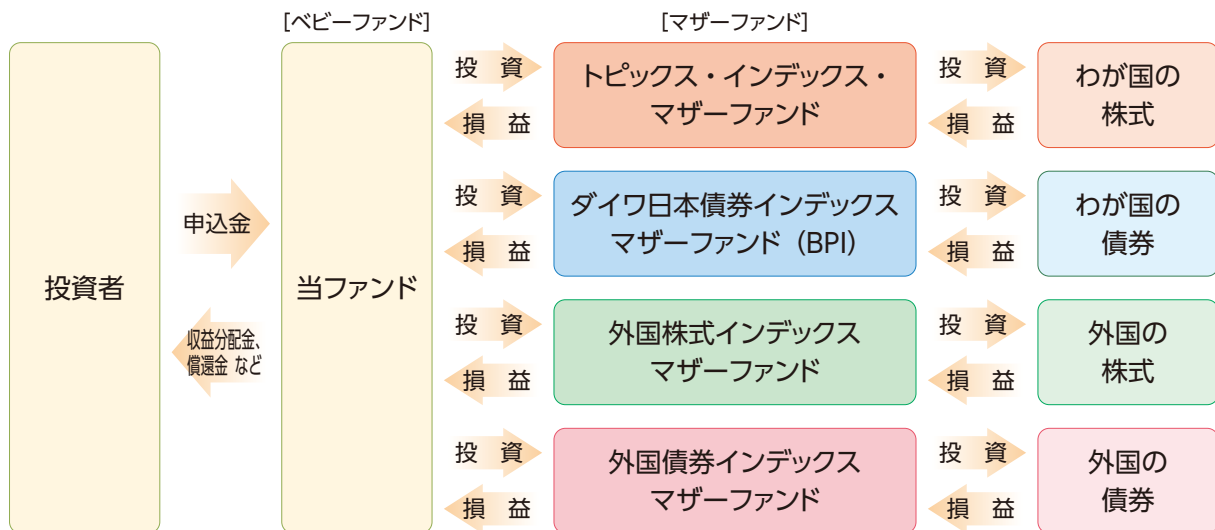 [ベビーファンド]
[マザーファンド]
投資者
申込金
収益分配金、
償還金 など
当ファンド
投 資
損 益
トピックス・インデックス・
マザーファンド
投 資
損 益
わが国の
株式
投 資
損 益
ダイワ日本債券インデックス
マザーファンド（BPI）
投 資
損 益
わが国の
債券
投 資
損 益
外国株式インデックス
マザーファンド
投 資
損 益
外国の
株式
投 資
損 益
外国債券インデックス
マザーファンド
投 資
損 益
外国の
債券